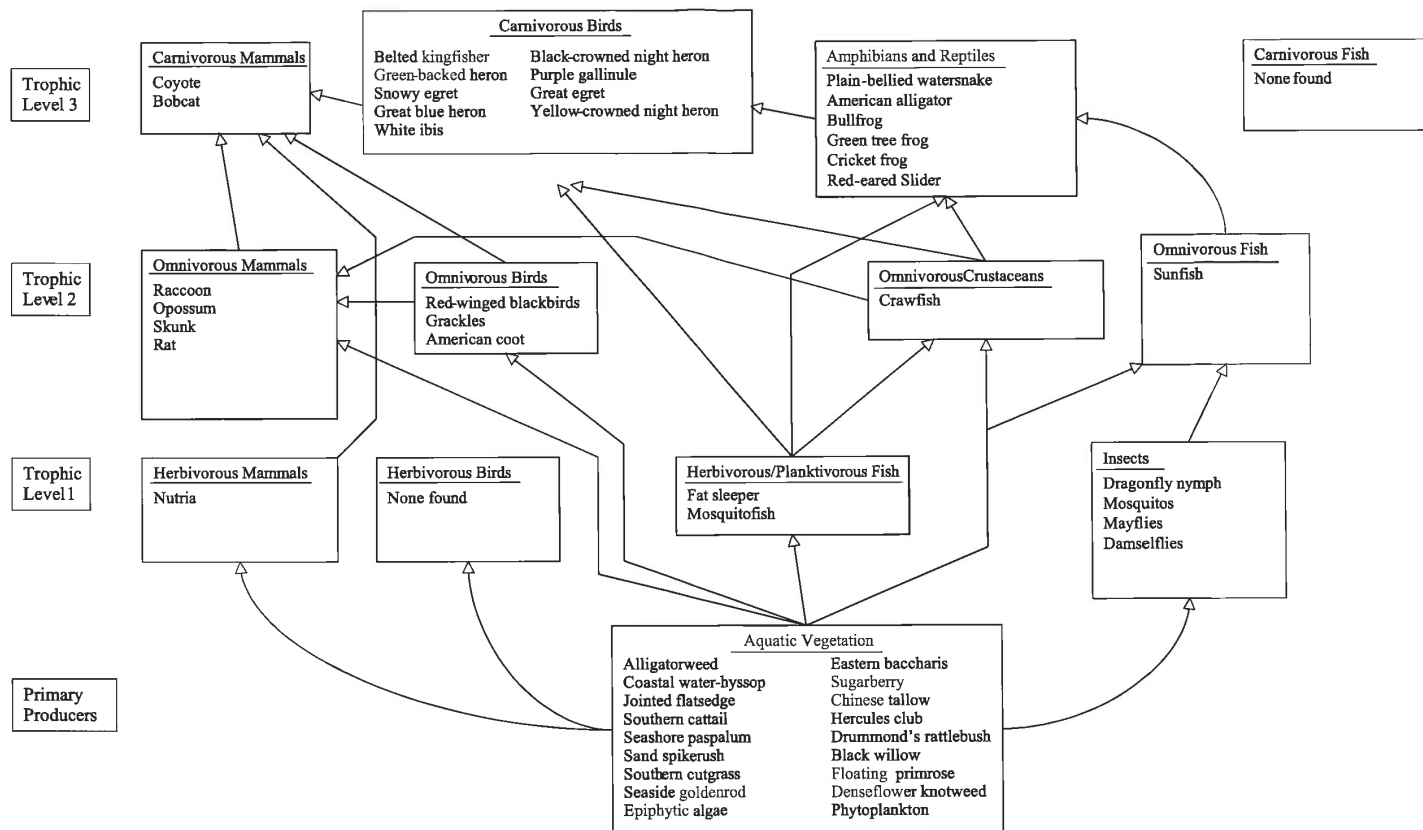 Trophic
Level 3
Carnivorous Mammals
Coyote
Bobcat
Carnivorous Birds
Belted kingfisher
Green-backed heron
Snowy egret
Great blue heron
White ibis
Black-crowned night heron
Purple gallinule
Great egret
Yellow-crowned night heron
Amphibians and Reptiles
Plain-bellied watersnake
American alligator
Bullfrog
Green tree frog
Cricket frog
Red-eared Slider
Carnivorous Fish
None found
Trophic
Level 2
Omnivorous Mammals
Raccoon
Opossum
Skunk
Rat
Omnivorous Birds
Red-winged blackbirds
Grackles
American coot
OmnivorousCrustaceans
Crawfish
Omnivorous Fish
Sunfish
Trophic
Level 1
Herbivorous Mammals
Nutria
Herbivorous Birds
None found
Herbivorous/Planktivorous Fish
Fat sleeper
Mosquitofish
Insects
Dragonfly nymph
Mosquitos
Mayflies
Damselflies
Primary
Producers
Aquatic Vegetation
Alligatorweed
Coastal water-hyssop
Jointed flatsedge
Southern cattail
Seashore paspalum
Sand spikerush
Southern cutgrass
Seaside goldenrod
Epiphytic algae
Eastern baccharis
Sugarberry
Chinese tallow
Hercules club
Drummond's rattlebush
Black willow
Floating primrose
Denseflower knotweed
Phytoplankton